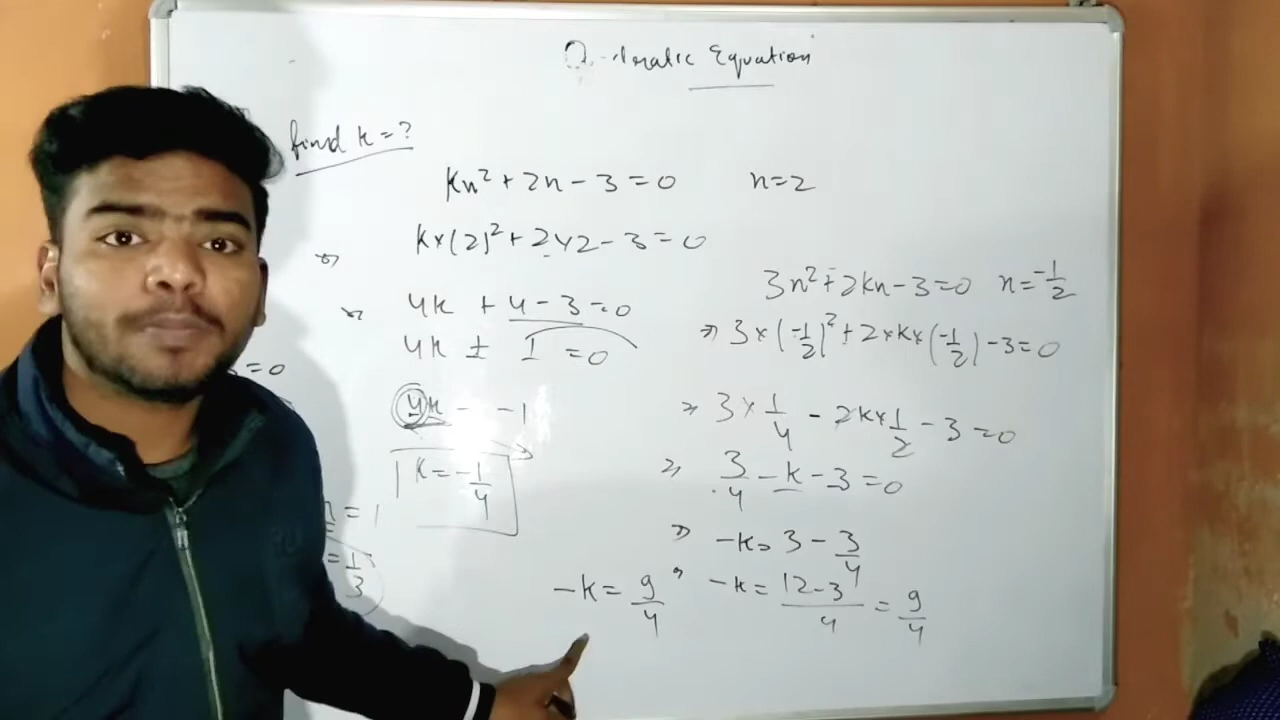 Equation
find k = ?
kn² + 2n - 3 = 0 n = 2
k×(2)² + 2×2 - 3 = 0
4k + 4 - 3 = 0
4k + 1 = 0
4k = -1
k = -1/4
= 0
n = 1
= 1/3
3n² + 2kn - 3 = 0 n = -1/2
⇒ 3×(-1/2)² + 2×k×(-1/2) - 3 = 0
⇒ 3×1/4 - 2k×1/2 - 3 = 0
⇒ 3/4 - k - 3 = 0
⇒ -k = 3 - 3/4
⇒ -k = 12-3/4 = 9/4
-k = 9/4